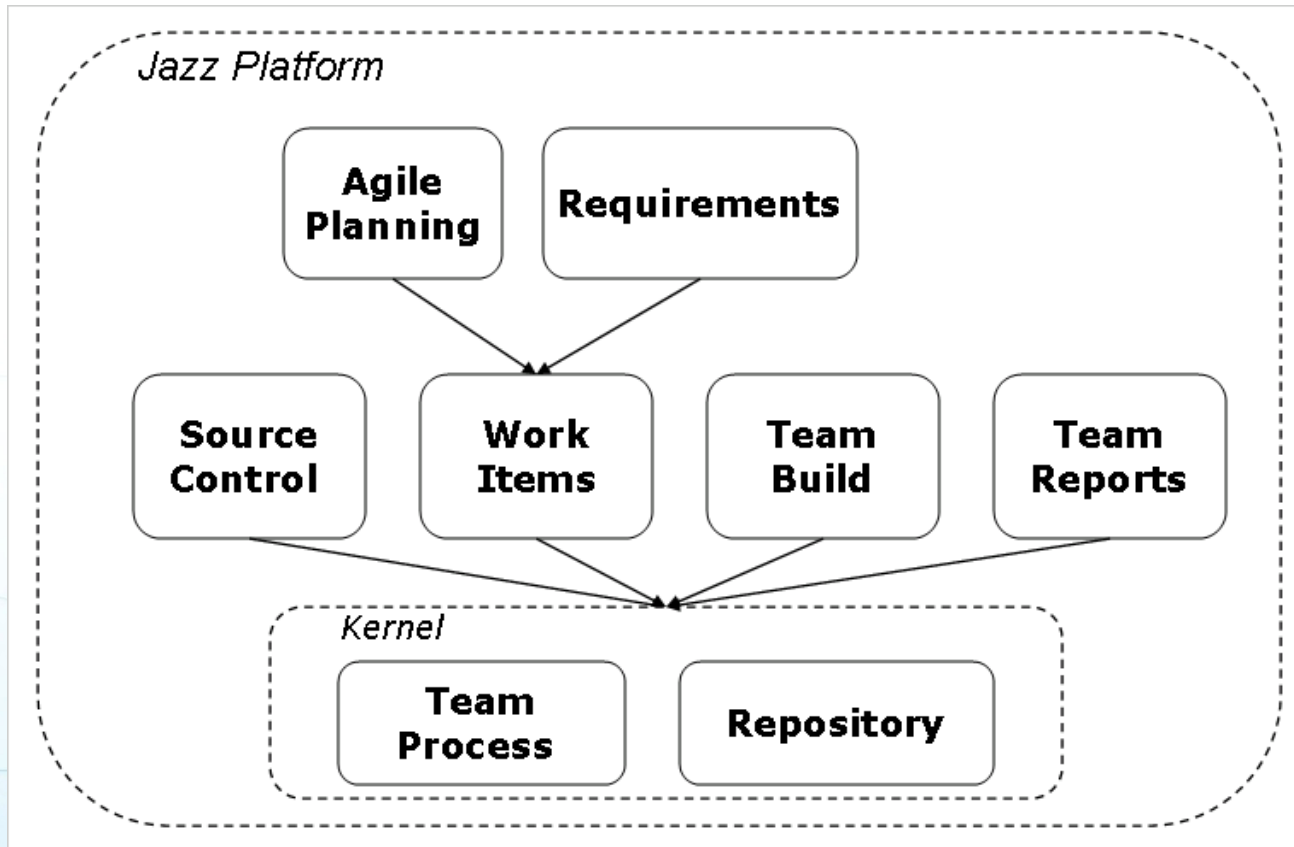 Jazz Platform
Agile
Planning
Requirements
Source
Control
Work
Items
Team
Build
Team
Reports
Kernel
Team
Process
Repository